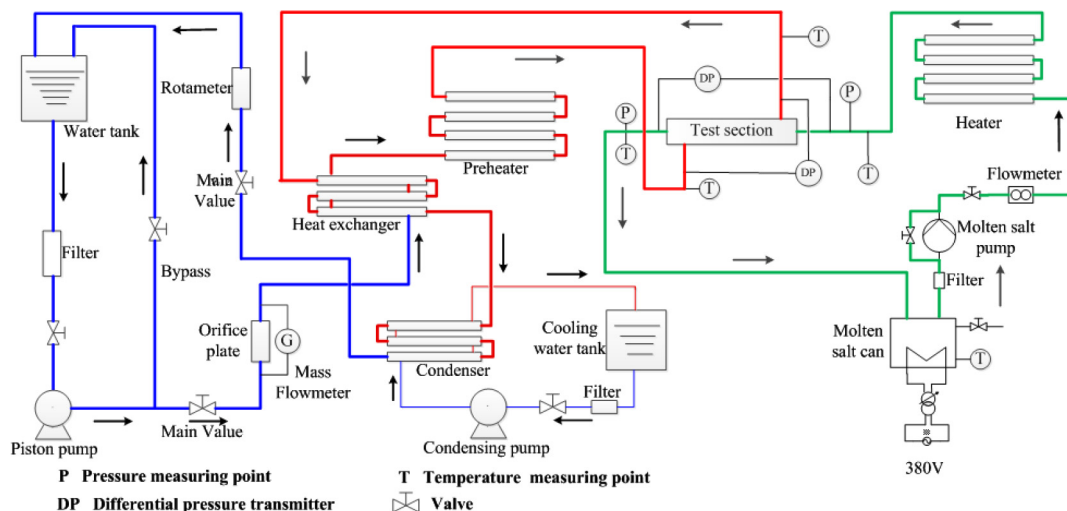 Water tank
Rotameter
Main
Value
Filter
Bypass
Orifice
plate
G
Mass
Flowmeter
Piston pump
Main Value
Heat exchanger
Preheater
Condenser
Condensing pump
Filter
Cooling
water tank
Test section
DP
DP
P
T
T
T
P
T
Heater
Flowmeter
Molten salt
pump
Filter
Molten
salt can
T
380V
P Pressure measuring point
T Temperature measuring point
DP Differential pressure transmitter
Valve